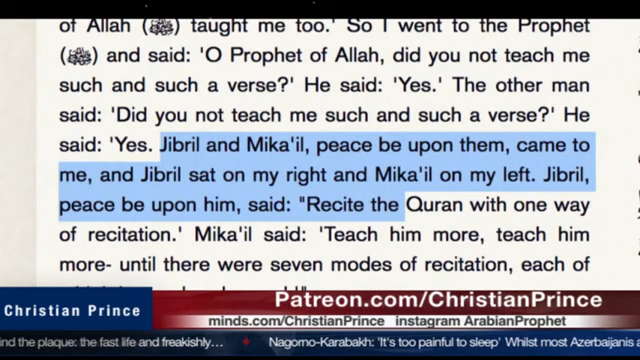 of Allah (ﷺ) taught me too.' So I went to the Prophet
(ﷺ) and said: 'O Prophet of Allah, did you not teach me
such and such a verse?' He said: 'Yes.' The other man
said: 'Did you not teach me such and such a verse?' He
said: 'Yes. Jibril and Mika'il, peace be upon them, came to
me, and Jibril sat on my right and Mika'il on my left. Jibril,
peace be upon him, said: "Recite the Quran with one way
of recitation.' Mika'il said: 'Teach him more, teach him
more- until there were seven modes of recitation, each of
Christian Prince
Patreon.com/ChristianPrince
minds.com/ChristianPrince instagram ArabianProphet
ind the plaque: the fast life and freakishly...
Nagorno-Karabakh: 'It's too painful to sleep' Whilst most Azerbaijanis a